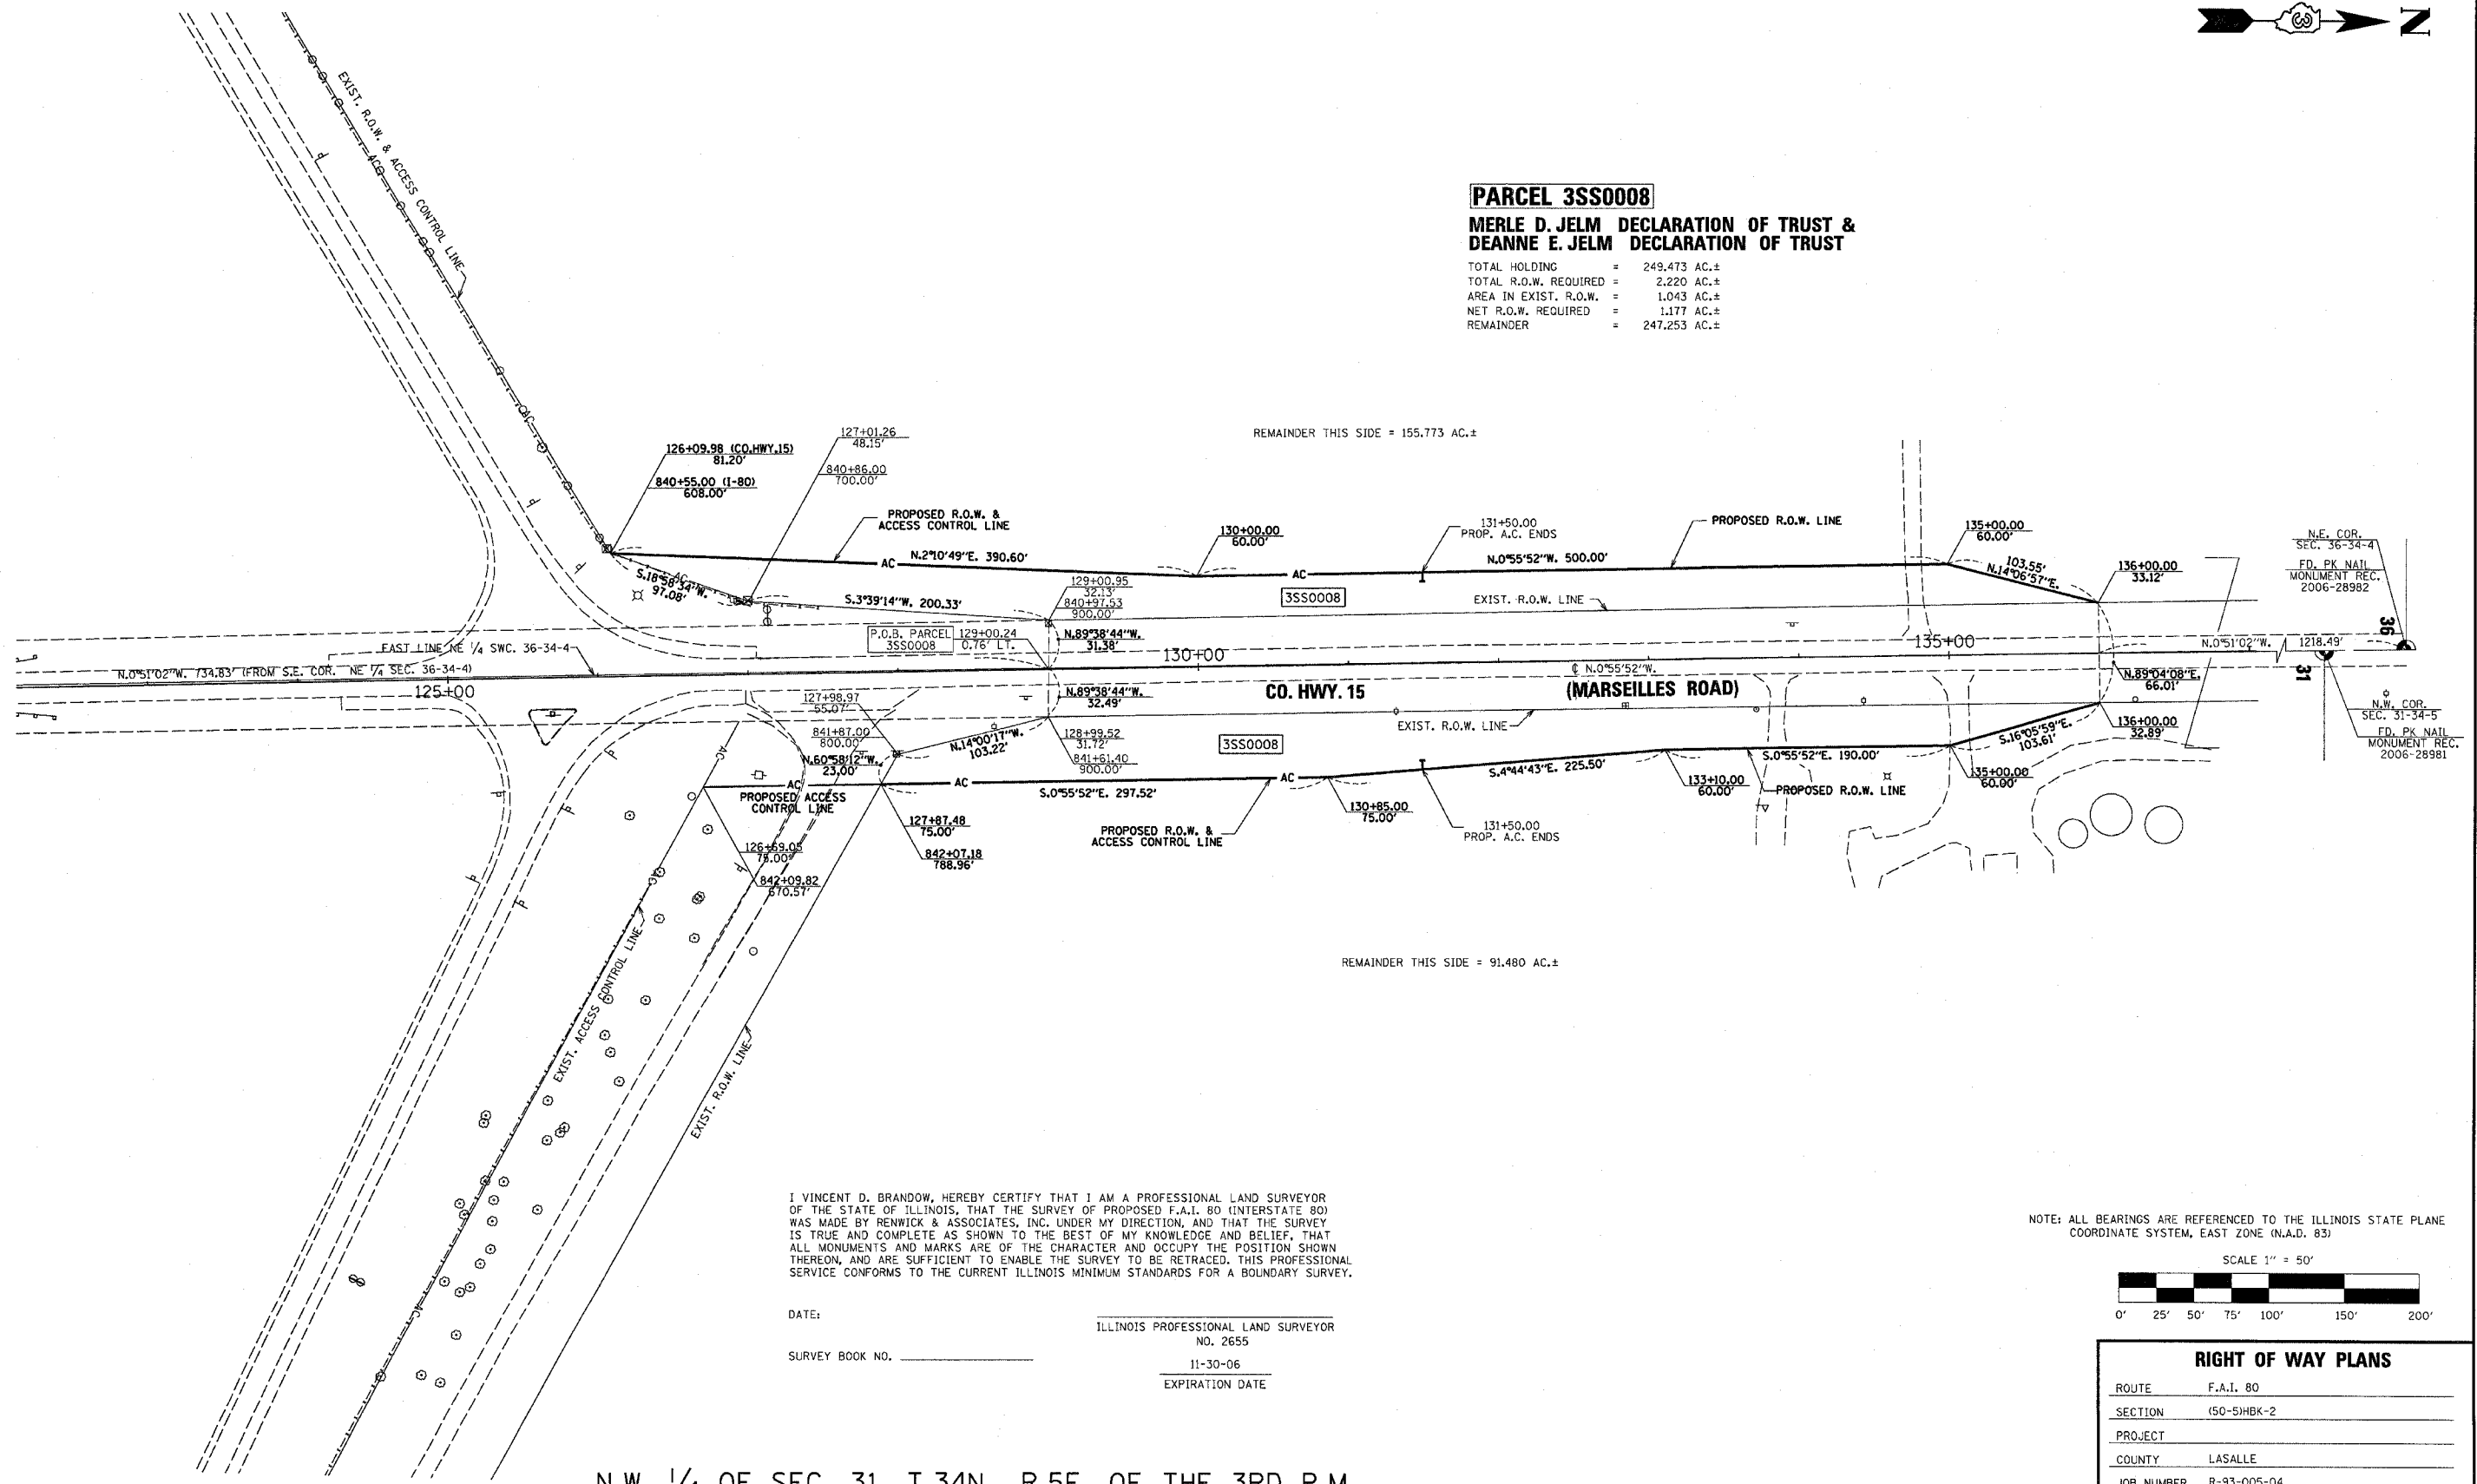 N
3
EXIST. R.O.W. & ACCESS CONTROL LINE
AC
AC
PARCEL 3SS0008
MERLE D. JELM DECLARATION OF TRUST &
DEANNE E. JELM DECLARATION OF TRUST
TOTAL HOLDING = 249.473 AC.±
TOTAL R.O.W. REQUIRED = 2.220 AC.±
AREA IN EXIST. R.O.W. = 1.043 AC.±
NET R.O.W. REQUIRED = 1.177 AC.±
REMAINDER = 247.253 AC.±
REMAINDER THIS SIDE = 155.773 AC.±
126+09.98 (CO.HWY.15)
81.20'
840+55.00 (I-80)
608.00'
127+01.26
48.15'
840+86.00
700.00'
PROPOSED R.O.W. &
ACCESS CONTROL LINE
AC
N.2°10'49"E. 390.60'
130+00.00
60.00'
AC
131+50.00
PROP. A.C. ENDS
PROPOSED R.O.W. LINE
N.0°55'52"W. 500.00'
135+00.00
60.00'
103.55'
N.14°06'57"E.
136+00.00
33.12'
N.E. COR.
SEC. 36-34-4
FD. PK NAIL
MONUMENT REC.
2006-28982
AC
S.18°58'34"W.
97.08'
S.3°39'14"W. 200.33'
129+00.95
32.13'
840+97.53
900.00'
3SS0008
EXIST. R.O.W. LINE
P.O.B. PARCEL
3SS0008
129+00.24
0.76' LT.
N.89°38'44"W.
31.38'
130+00
135+00
36
N.0°51'02"W. 1218.49'
31
EAST LINE NE 1/4 SWC. 36-34-4
N.0°51'02"W. 734.83' (FROM S.E. COR. NE 1/4 SEC. 36-34-4)
125+00
℄ N.0°55'52"W.
N.89°04'08"E.
66.01'
CO. HWY. 15
(MARSEILLES ROAD)
N.89°38'44"W.
32.49'
N.W. COR.
SEC. 31-34-5
FD. PK NAIL
MONUMENT REC.
2006-28981
127+98.97
55.07'
841+87.00
800.00'
N.14°00'17"W.
103.22'
128+99.52
31.72'
841+61.40
900.00'
3SS0008
EXIST. R.O.W. LINE
136+00.00
32.89'
S.16°05'59"E.
103.61'
AC
N.60°58'12"W.
23.00'
AC
PROPOSED ACCESS
CONTROL LINE
AC
S.0°55'52"E. 297.52'
AC
S.4°44'43"E. 225.50'
S.0°55'52"E. 190.00'
133+10.00
60.00'
PROPOSED R.O.W. LINE
135+00.00
60.00'
126+69.05
75.00'
842+09.82
670.57'
127+87.48
75.00'
842+07.18
788.96'
PROPOSED R.O.W. &
ACCESS CONTROL LINE
130+85.00
75.00'
131+50.00
PROP. A.C. ENDS
AC
EXIST. ACCESS CONTROL LINE
EXIST. R.O.W. LINE
AC
REMAINDER THIS SIDE = 91.480 AC.±
I VINCENT D. BRANDOW, HEREBY CERTIFY THAT I AM A PROFESSIONAL LAND SURVEYOR
OF THE STATE OF ILLINOIS, THAT THE SURVEY OF PROPOSED F.A.I. 80 (INTERSTATE 80)
WAS MADE BY RENWICK & ASSOCIATES, INC. UNDER MY DIRECTION, AND THAT THE SURVEY
IS TRUE AND COMPLETE AS SHOWN TO THE BEST OF MY KNOWLEDGE AND BELIEF, THAT
ALL MONUMENTS AND MARKS ARE OF THE CHARACTER AND OCCUPY THE POSITION SHOWN
THEREON, AND ARE SUFFICIENT TO ENABLE THE SURVEY TO BE RETRACED. THIS PROFESSIONAL
SERVICE CONFORMS TO THE CURRENT ILLINOIS MINIMUM STANDARDS FOR A BOUNDARY SURVEY.
DATE:
ILLINOIS PROFESSIONAL LAND SURVEYOR
NO. 2655
SURVEY BOOK NO.
11-30-06
EXPIRATION DATE
NOTE: ALL BEARINGS ARE REFERENCED TO THE ILLINOIS STATE PLANE
COORDINATE SYSTEM, EAST ZONE (N.A.D. 83)
SCALE 1" = 50'
0' 25' 50' 75' 100' 150' 200'
RIGHT OF WAY PLANS
ROUTE F.A.I. 80
SECTION (50-5)HBK-2
PROJECT
COUNTY LASALLE
JOB NUMBER R-93-005-04
N.W. 1/4 OF SEC. 31, T.34N., R.5E. OF THE 3RD P.M.